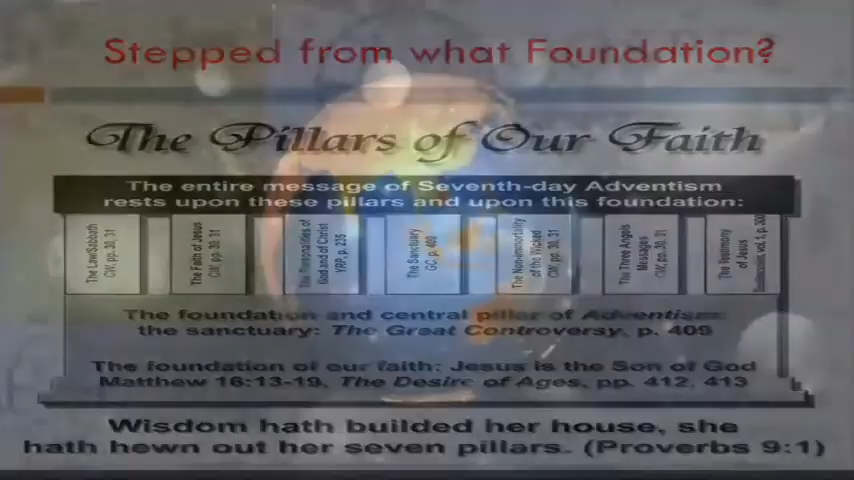 Stepped from what Foundation?
The Pillars of Our Faith
The entire message of Seventh-day Adventism
rests upon these pillars and upon this foundation:
The Law/Sabbath
CW, pp. 30, 31
The Faith of Jesus
CW, pp. 30, 31
The Personalities of
God and of Christ
YRP, p. 235
The Sanctuary
GC, p. 409
The Non-immortality
of the Wicked
CW, pp. 30, 31
The Three Angels
Messages
CW, pp. 30, 31
The Testimony
of Jesus
Testimonies, vol. 1, p. 300
The foundation and central pillar of Adventism:
the sanctuary: The Great Controversy, p. 409
The foundation of our faith: Jesus is the Son of God
Matthew 16:13-19, The Desire of Ages, pp. 412, 413
Wisdom hath builded her house, she
hath hewn out her seven pillars. (Proverbs 9:1)